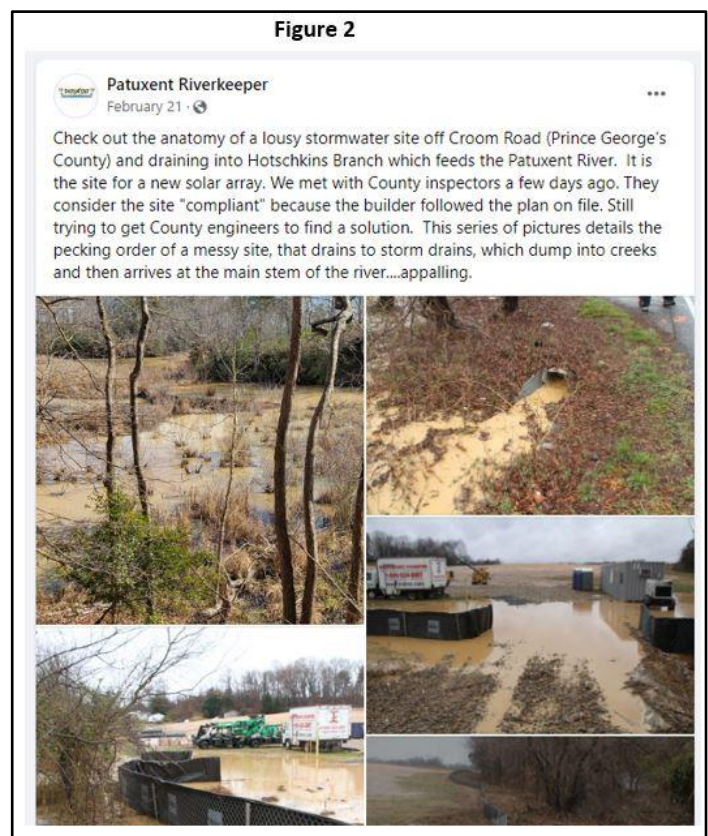 Figure 2
Patuxent Riverkeeper
February 21 ·
Check out the anatomy of a lousy stormwater site off Croom Road (Prince George's
County) and draining into Hotschkins Branch which feeds the Patuxent River.  It is
the site for a new solar array. We met with County inspectors a few days ago. They
consider the site "compliant" because the builder followed the plan on file. Still
trying to get County engineers to find a solution.  This series of pictures details the
pecking order of a messy site, that drains to storm drains, which dump into creeks
and then arrives at the main stem of the river....appalling.